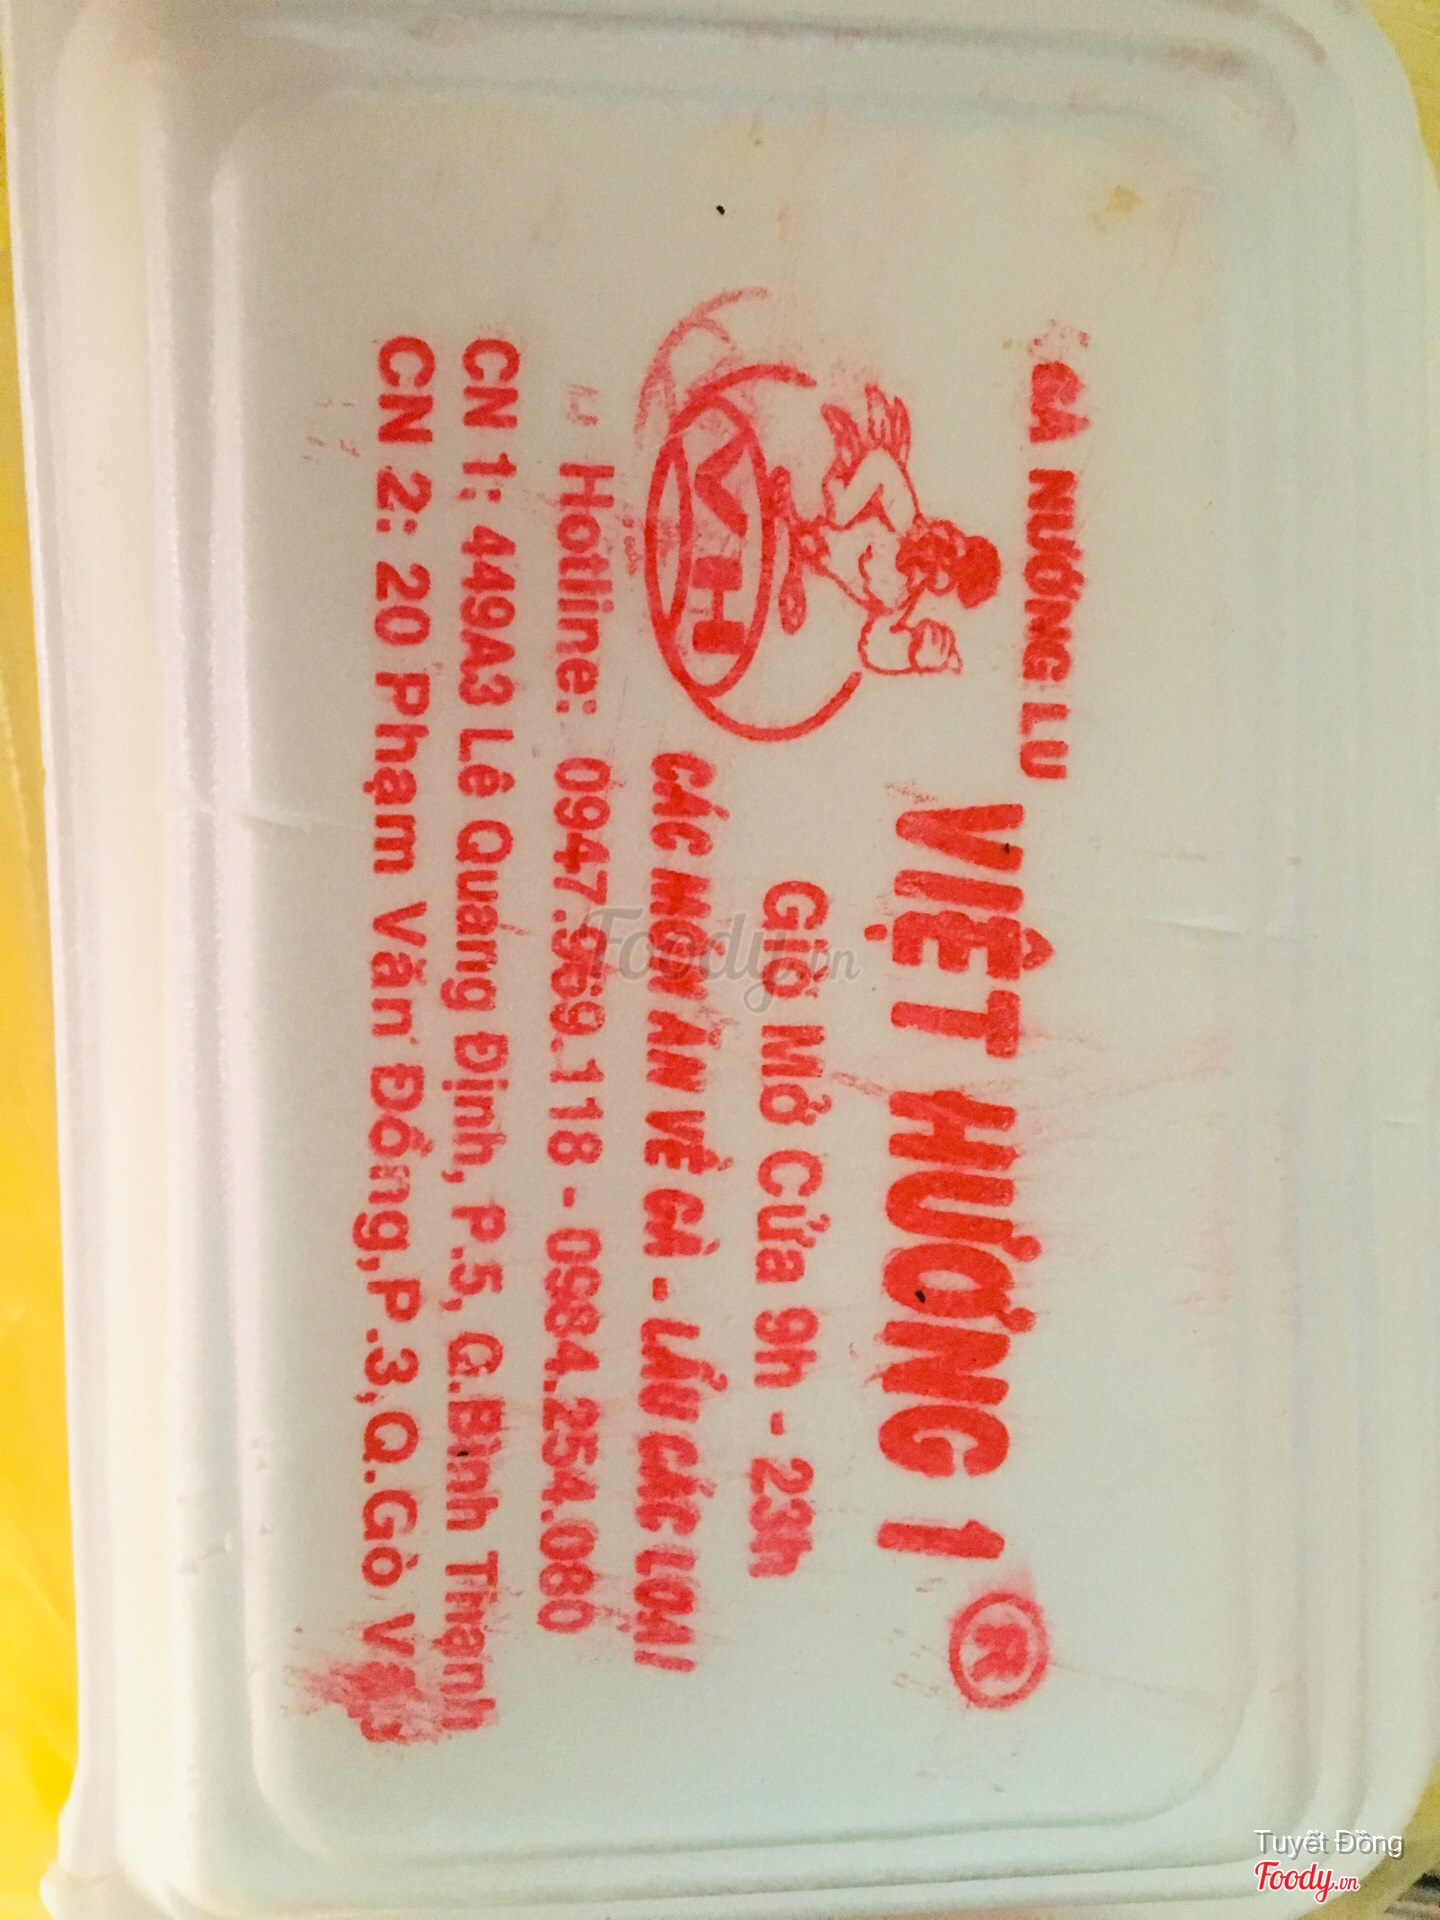 GÀ NƯỚNG LU
VIỆT HƯƠNG 1 ®
VH
Giờ Mở Cửa 9h - 23h
CÁC MÓN ĂN VỀ GÀ - LẨU CÁC LOẠI
Hotline: 0947.969.118 - 0984.254.080
CN 1: 449A3 Lê Quang Định, P.5, Q.Bình Thạnh
CN 2: 20 Phạm Văn Đồng,P.3,Q.Gò Vấp
Foody.vn
Tuyết Đồng
Foody.vn